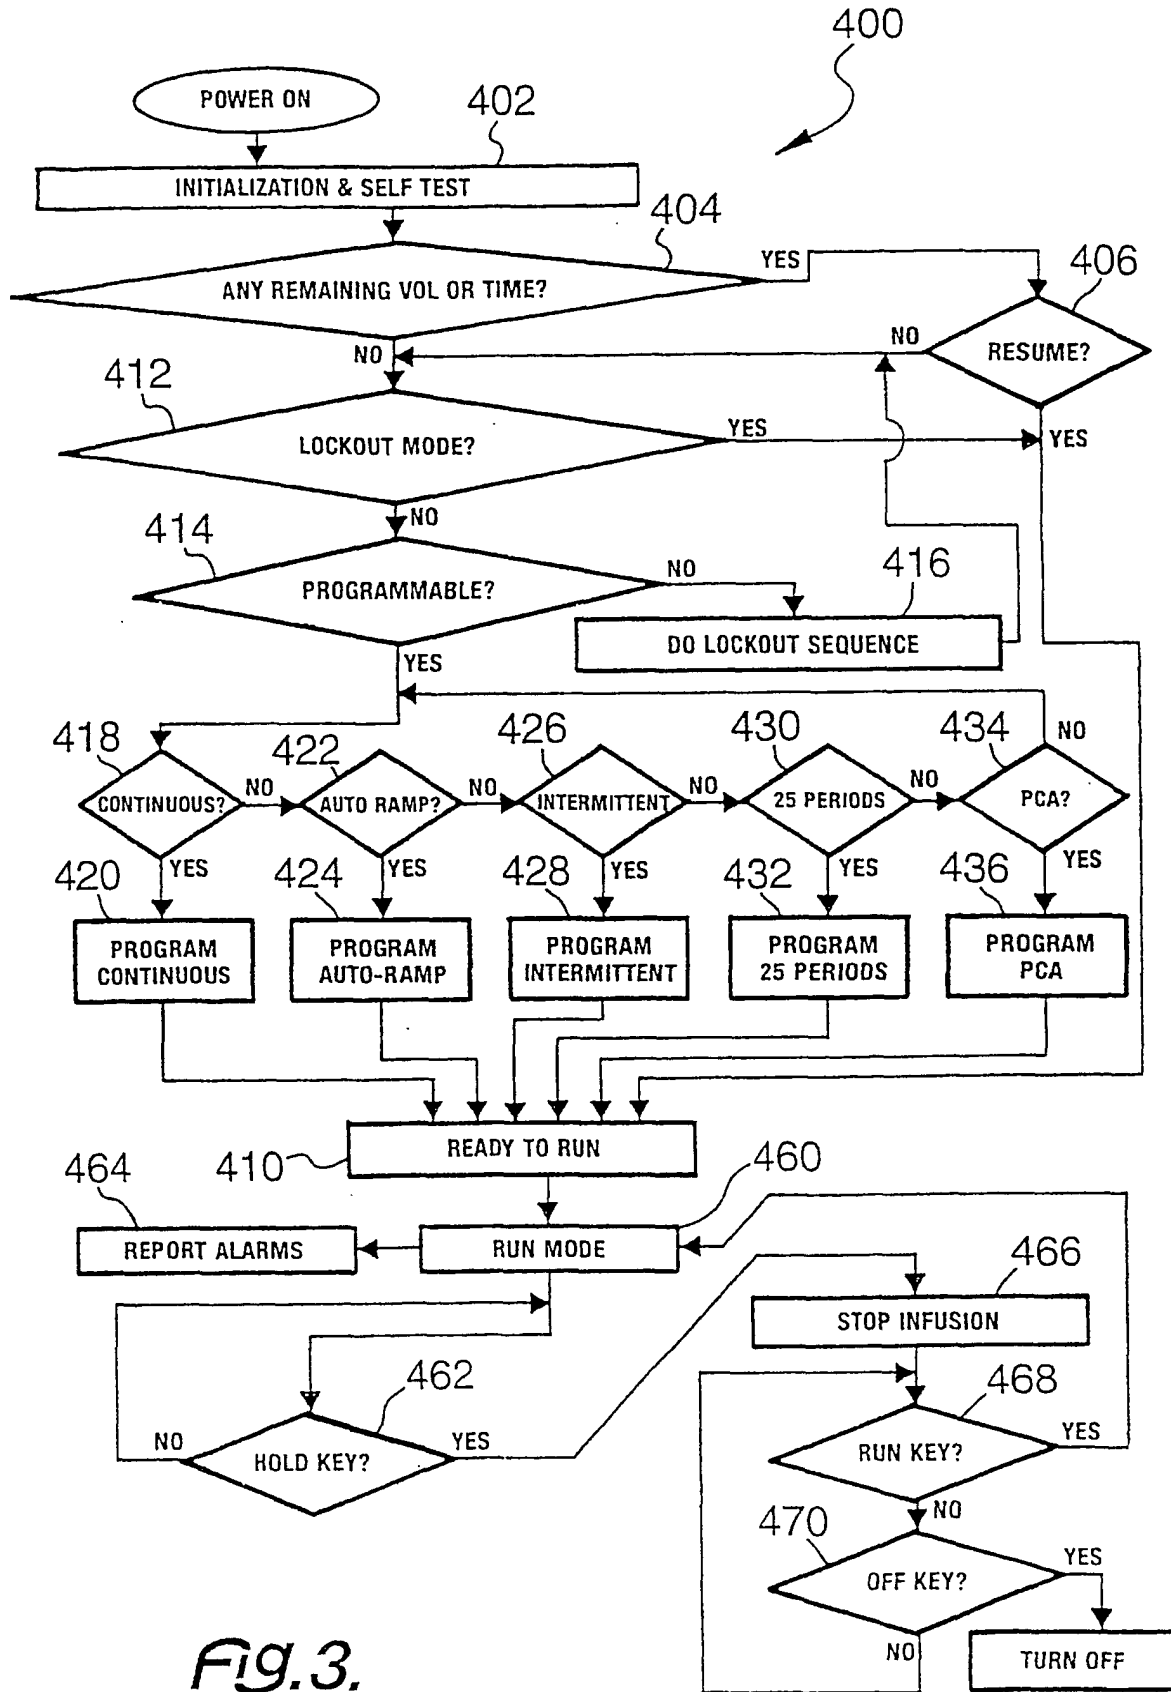 400
POWER ON
402
INITIALIZATION & SELF TEST
404
YES
406
ANY REMAINING VOL OR TIME?
NO
NO
RESUME?
412
YES
YES
LOCKOUT MODE?
NO
414
NO
416
PROGRAMMABLE?
DO LOCKOUT SEQUENCE
YES
418
422
426
430
434
NO
CONTINUOUS?
NO
AUTO RAMP?
NO
INTERMITTENT
NO
25 PERIODS
NO
PCA?
YES
YES
YES
YES
YES
420
424
428
432
436
PROGRAM
CONTINUOUS
PROGRAM
AUTO-RAMP
PROGRAM
INTERMITTENT
PROGRAM
25 PERIODS
PROGRAM
PCA
READY TO RUN
410
460
464
REPORT ALARMS
RUN MODE
466
STOP INFUSION
462
468
NO
YES
HOLD KEY?
YES
RUN KEY?
NO
470
YES
OFF KEY?
NO
TURN OFF
Fig.3.